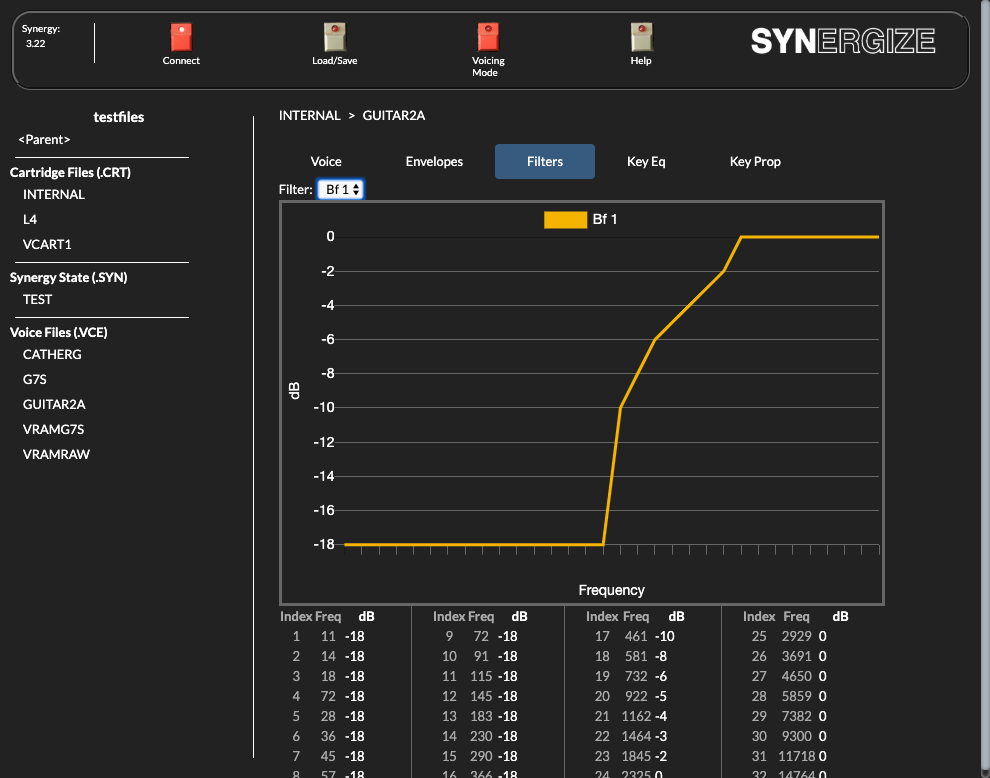 Synergy:
3.22
Connect
Load/Save
Voicing
Mode
Help
SYNERGIZE
testfiles
<Parent>
Cartridge Files (.CRT)
INTERNAL
L4
VCART1
Synergy State (.SYN)
TEST
Voice Files (.VCE)
CATHERG
G7S
GUITAR2A
VRAMG7S
VRAMRAW
INTERNAL > GUITAR2A
Voice Envelopes Filters Key Eq Key Prop
Filter: Bf 1
Bf 1
0
-2
-4
-6
-8
-10
-12
-14
-16
-18
dB
Frequency
Index Freq dB Index Freq dB Index Freq dB Index Freq dB
1 11 -18 9 72 -18 17 461 -10 25 2929 0
2 14 -18 10 91 -18 18 581 -8 26 3691 0
3 18 -18 11 115 -18 19 732 -6 27 4650 0
4 72 -18 12 145 -18 20 922 -5 28 5859 0
5 28 -18 13 183 -18 21 1162 -4 29 7382 0
6 36 -18 14 230 -18 22 1464 -3 30 9300 0
7 45 -18 15 290 -18 23 1845 -2 31 11718 0
8 57 -18 16 366 -18 24 2325 0 32 14764 0